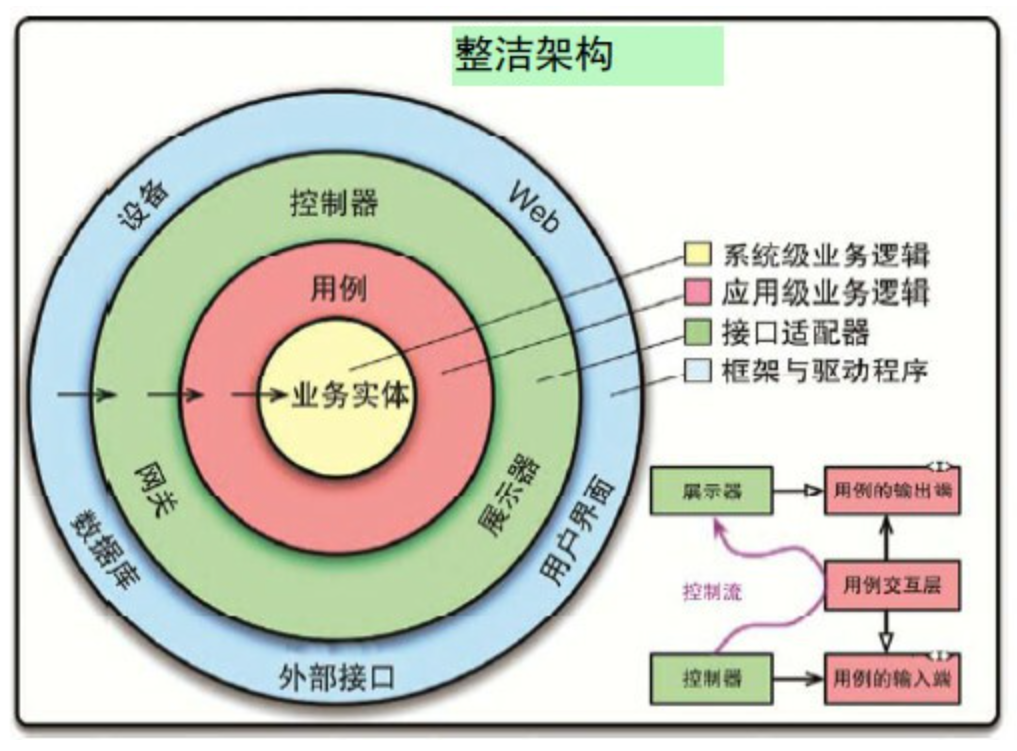 整洁架构
设备
Web
控制器
用例
业务实体
网关
展示器
数据库
用户界面
外部接口
系统级业务逻辑
应用级业务逻辑
接口适配器
框架与驱动程序
展示器
<I>
用例的输出端
控制流
用例交互层
控制器
<I>
用例的输入端